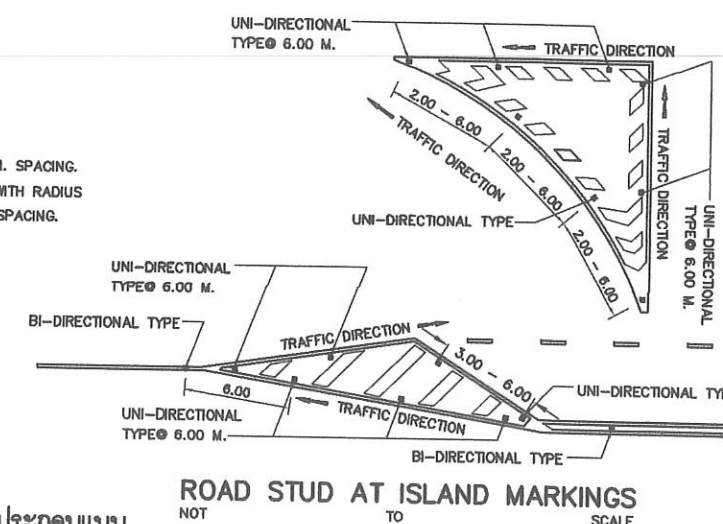 UNI-DIRECTIONAL
TYPE@ 6.00 M.
TRAFFIC DIRECTION
2.00 - 6.00
TRAFFIC DIRECTION
2.00 - 6.00
2.00 - 6.00
TRAFFIC DIRECTION
UNI-DIRECTIONAL
TYPE@ 6.00 M.
UNI-DIRECTIONAL TYPE
SPACING.
WITH RADIUS
SPACING.
UNI-DIRECTIONAL
TYPE@ 6.00 M.
BI-DIRECTIONAL TYPE
TRAFFIC DIRECTION
3.00 - 6.00
6.00
UNI-DIRECTIONAL
TYPE@ 6.00 M.
TRAFFIC DIRECTION
UNI-DIRECTIONAL
BI-DIRECTIONAL TYPE
ROAD STUD AT ISLAND MARKINGS
NOT TO SCALE